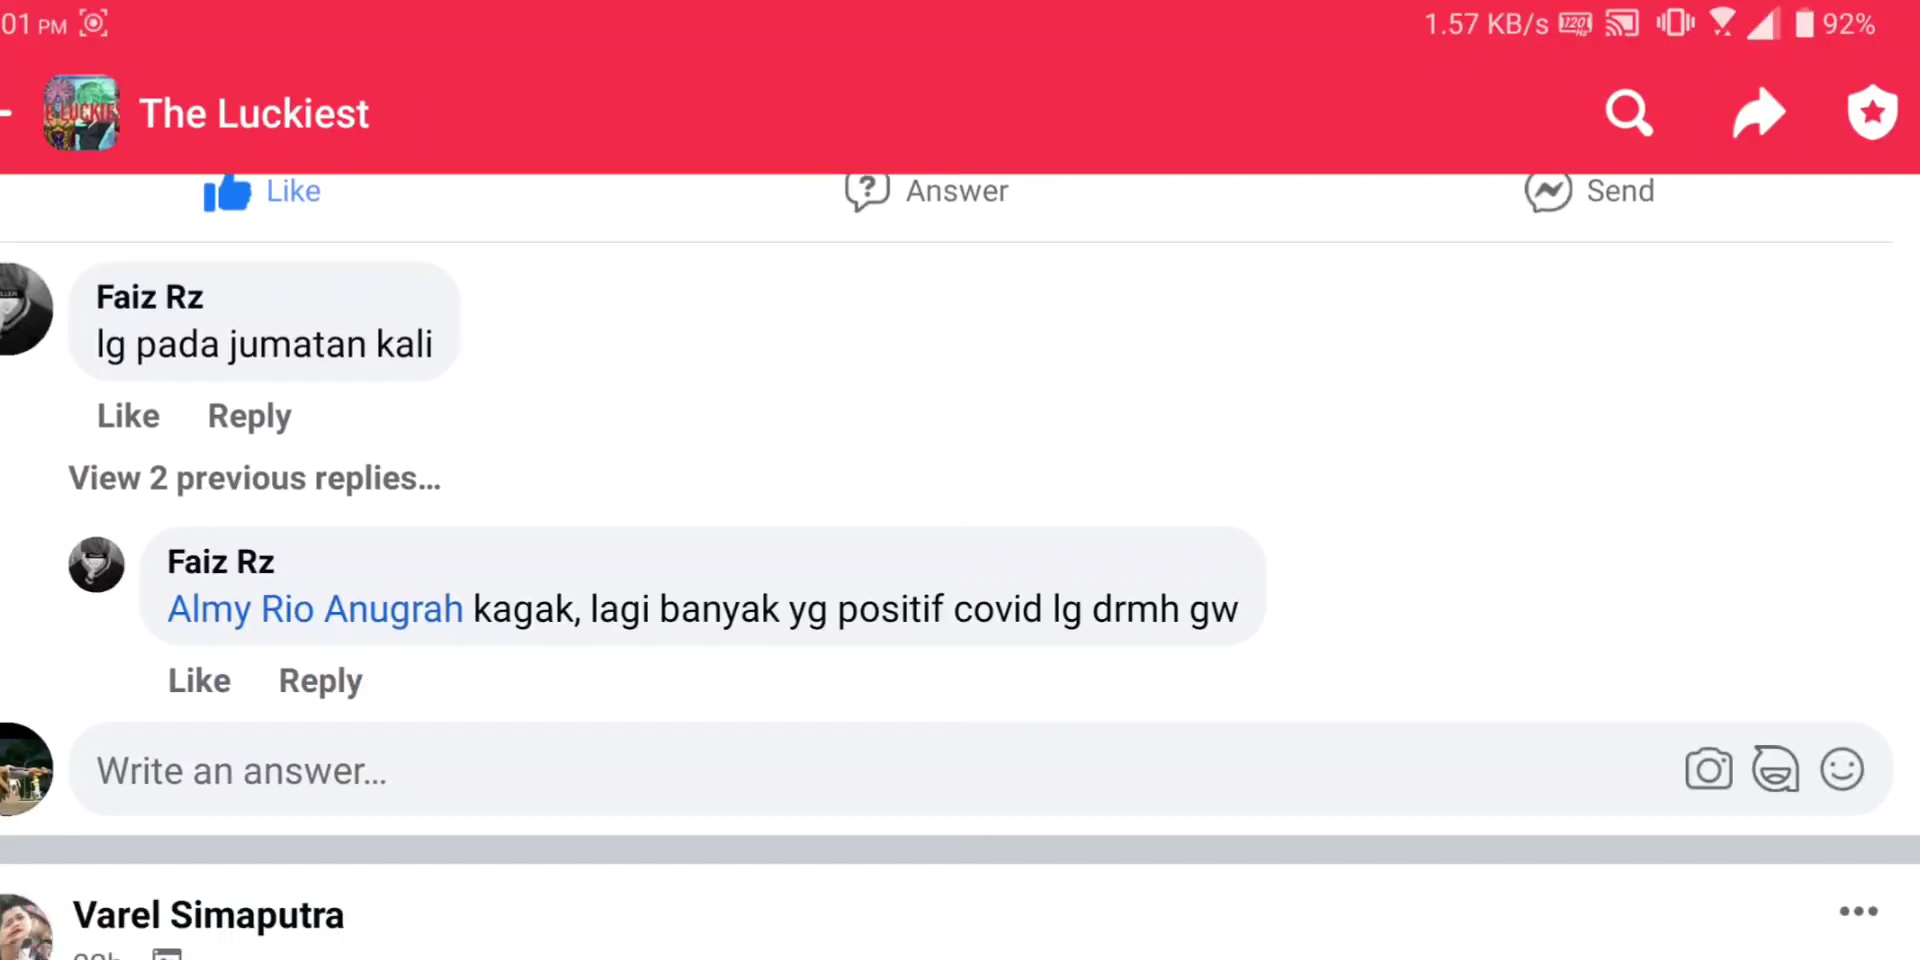 01 PM
1.57 KB/s 120 Hz 92%
The Luckiest
Like Answer Send
Faiz Rz
lg pada jumatan kali
Like Reply
View 2 previous replies...
Faiz Rz
Almy Rio Anugrah kagak, lagi banyak yg positif covid lg drmh gw
Like Reply
Write an answer...
Varel Simaputra